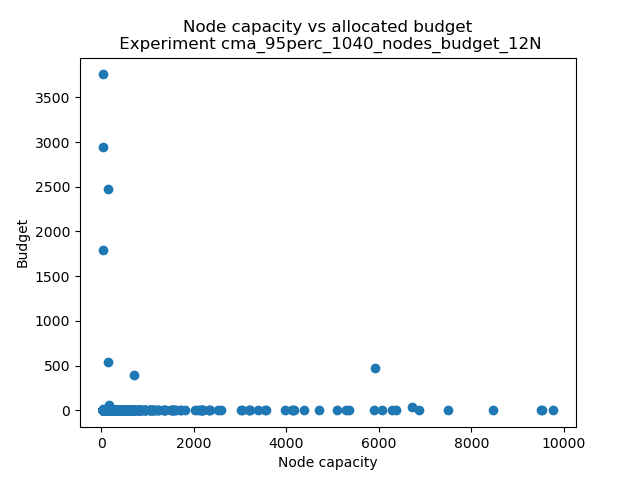 Node capacity vs allocated budget
Experiment cma_95perc_1040_nodes_budget_12N
3500
3000
2500
2000
1500
1000
500
0
Budget
0 2000 4000 6000 8000 10000
Node capacity